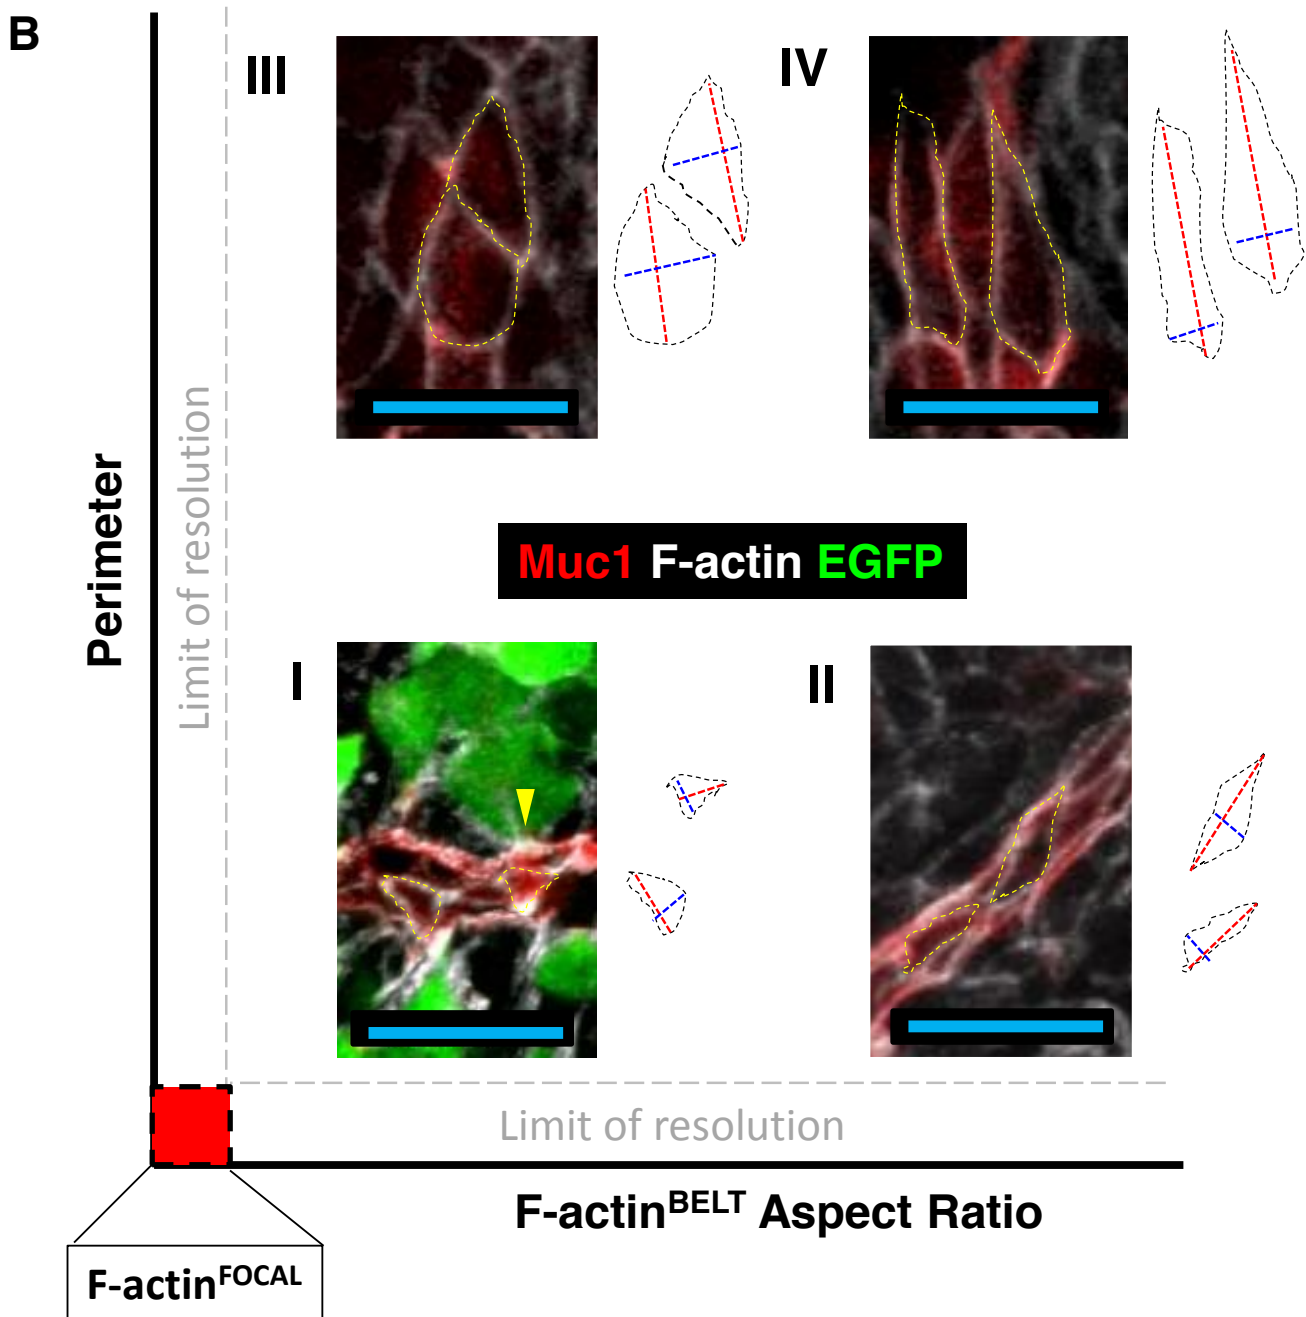 B
III
IV
Limit of resolution
Perimeter
Muc1 F-actin EGFP
I
II
Limit of resolution
F-actinBELT Aspect Ratio
F-actinFOCAL